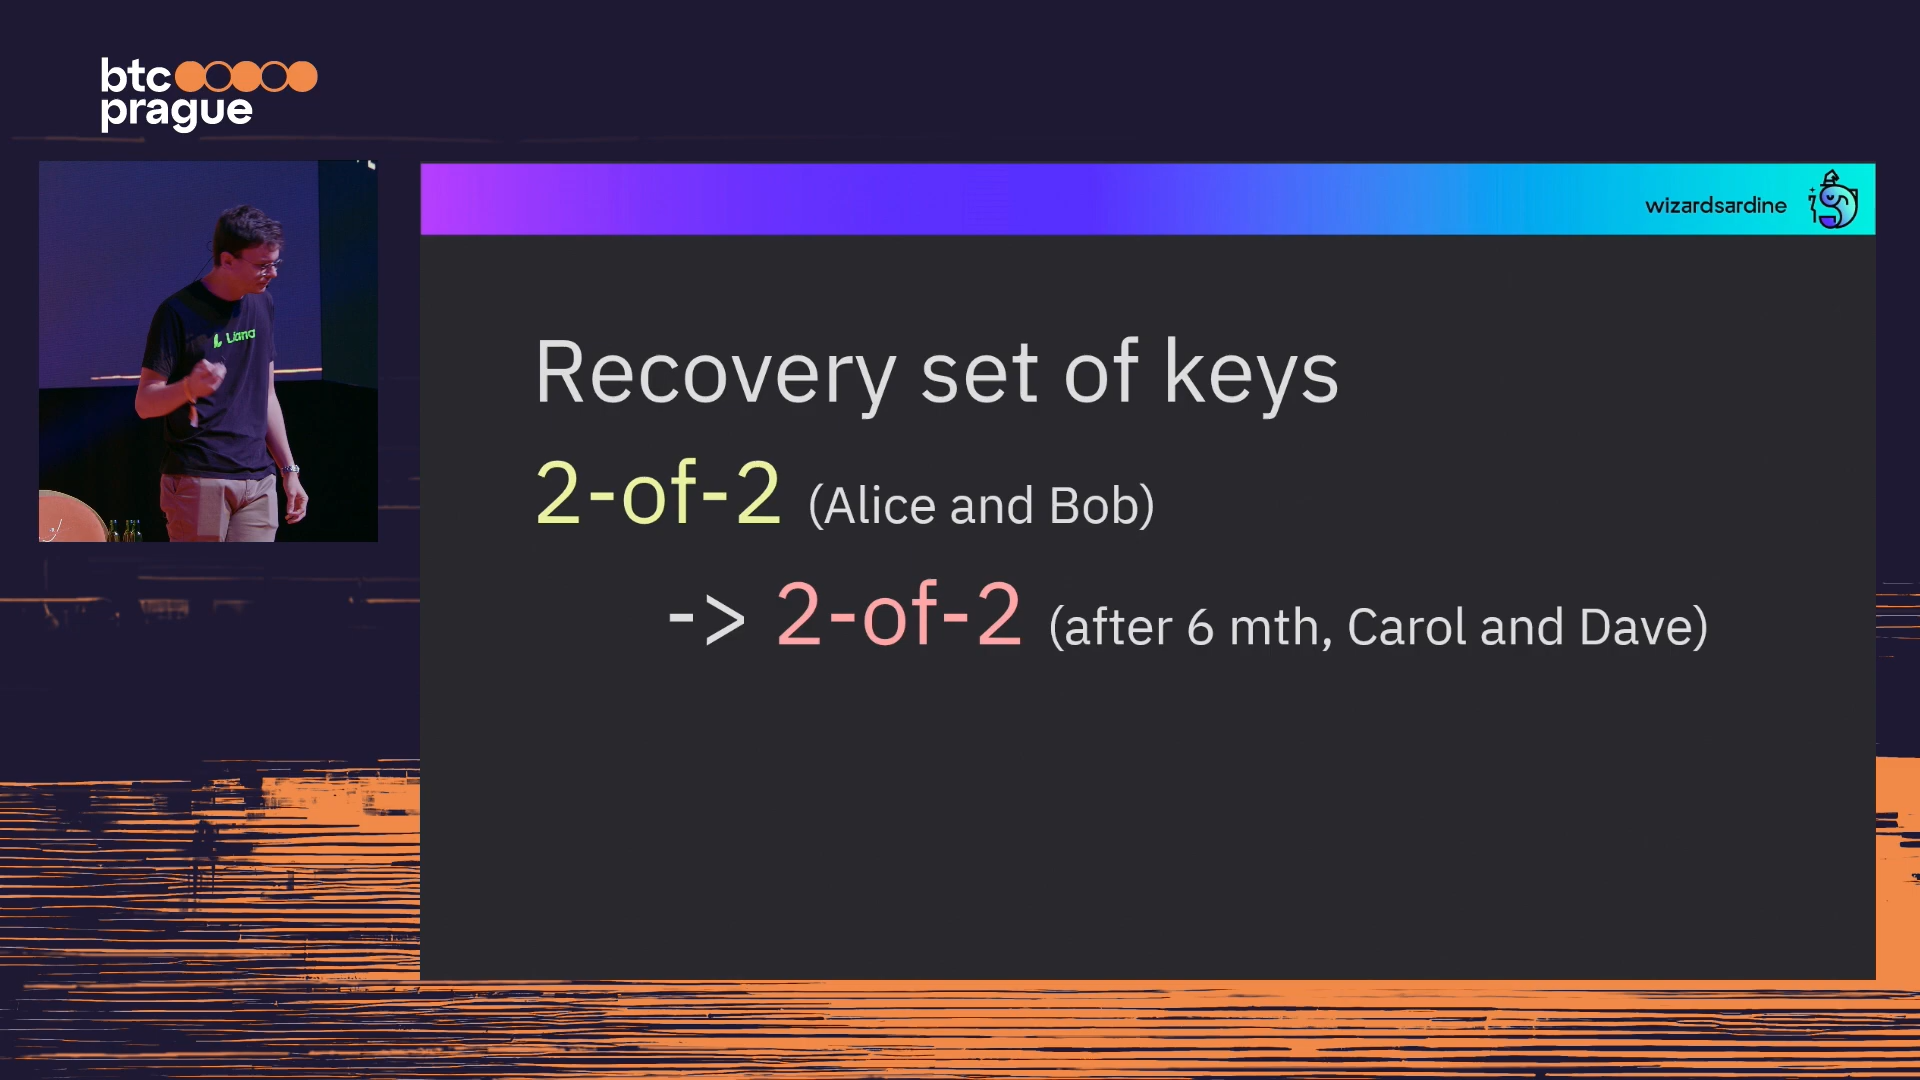 btc
prague
wizardsardine
Liana
Recovery set of keys
2-of-2 (Alice and Bob)
-> 2-of-2 (after 6 mth, Carol and Dave)